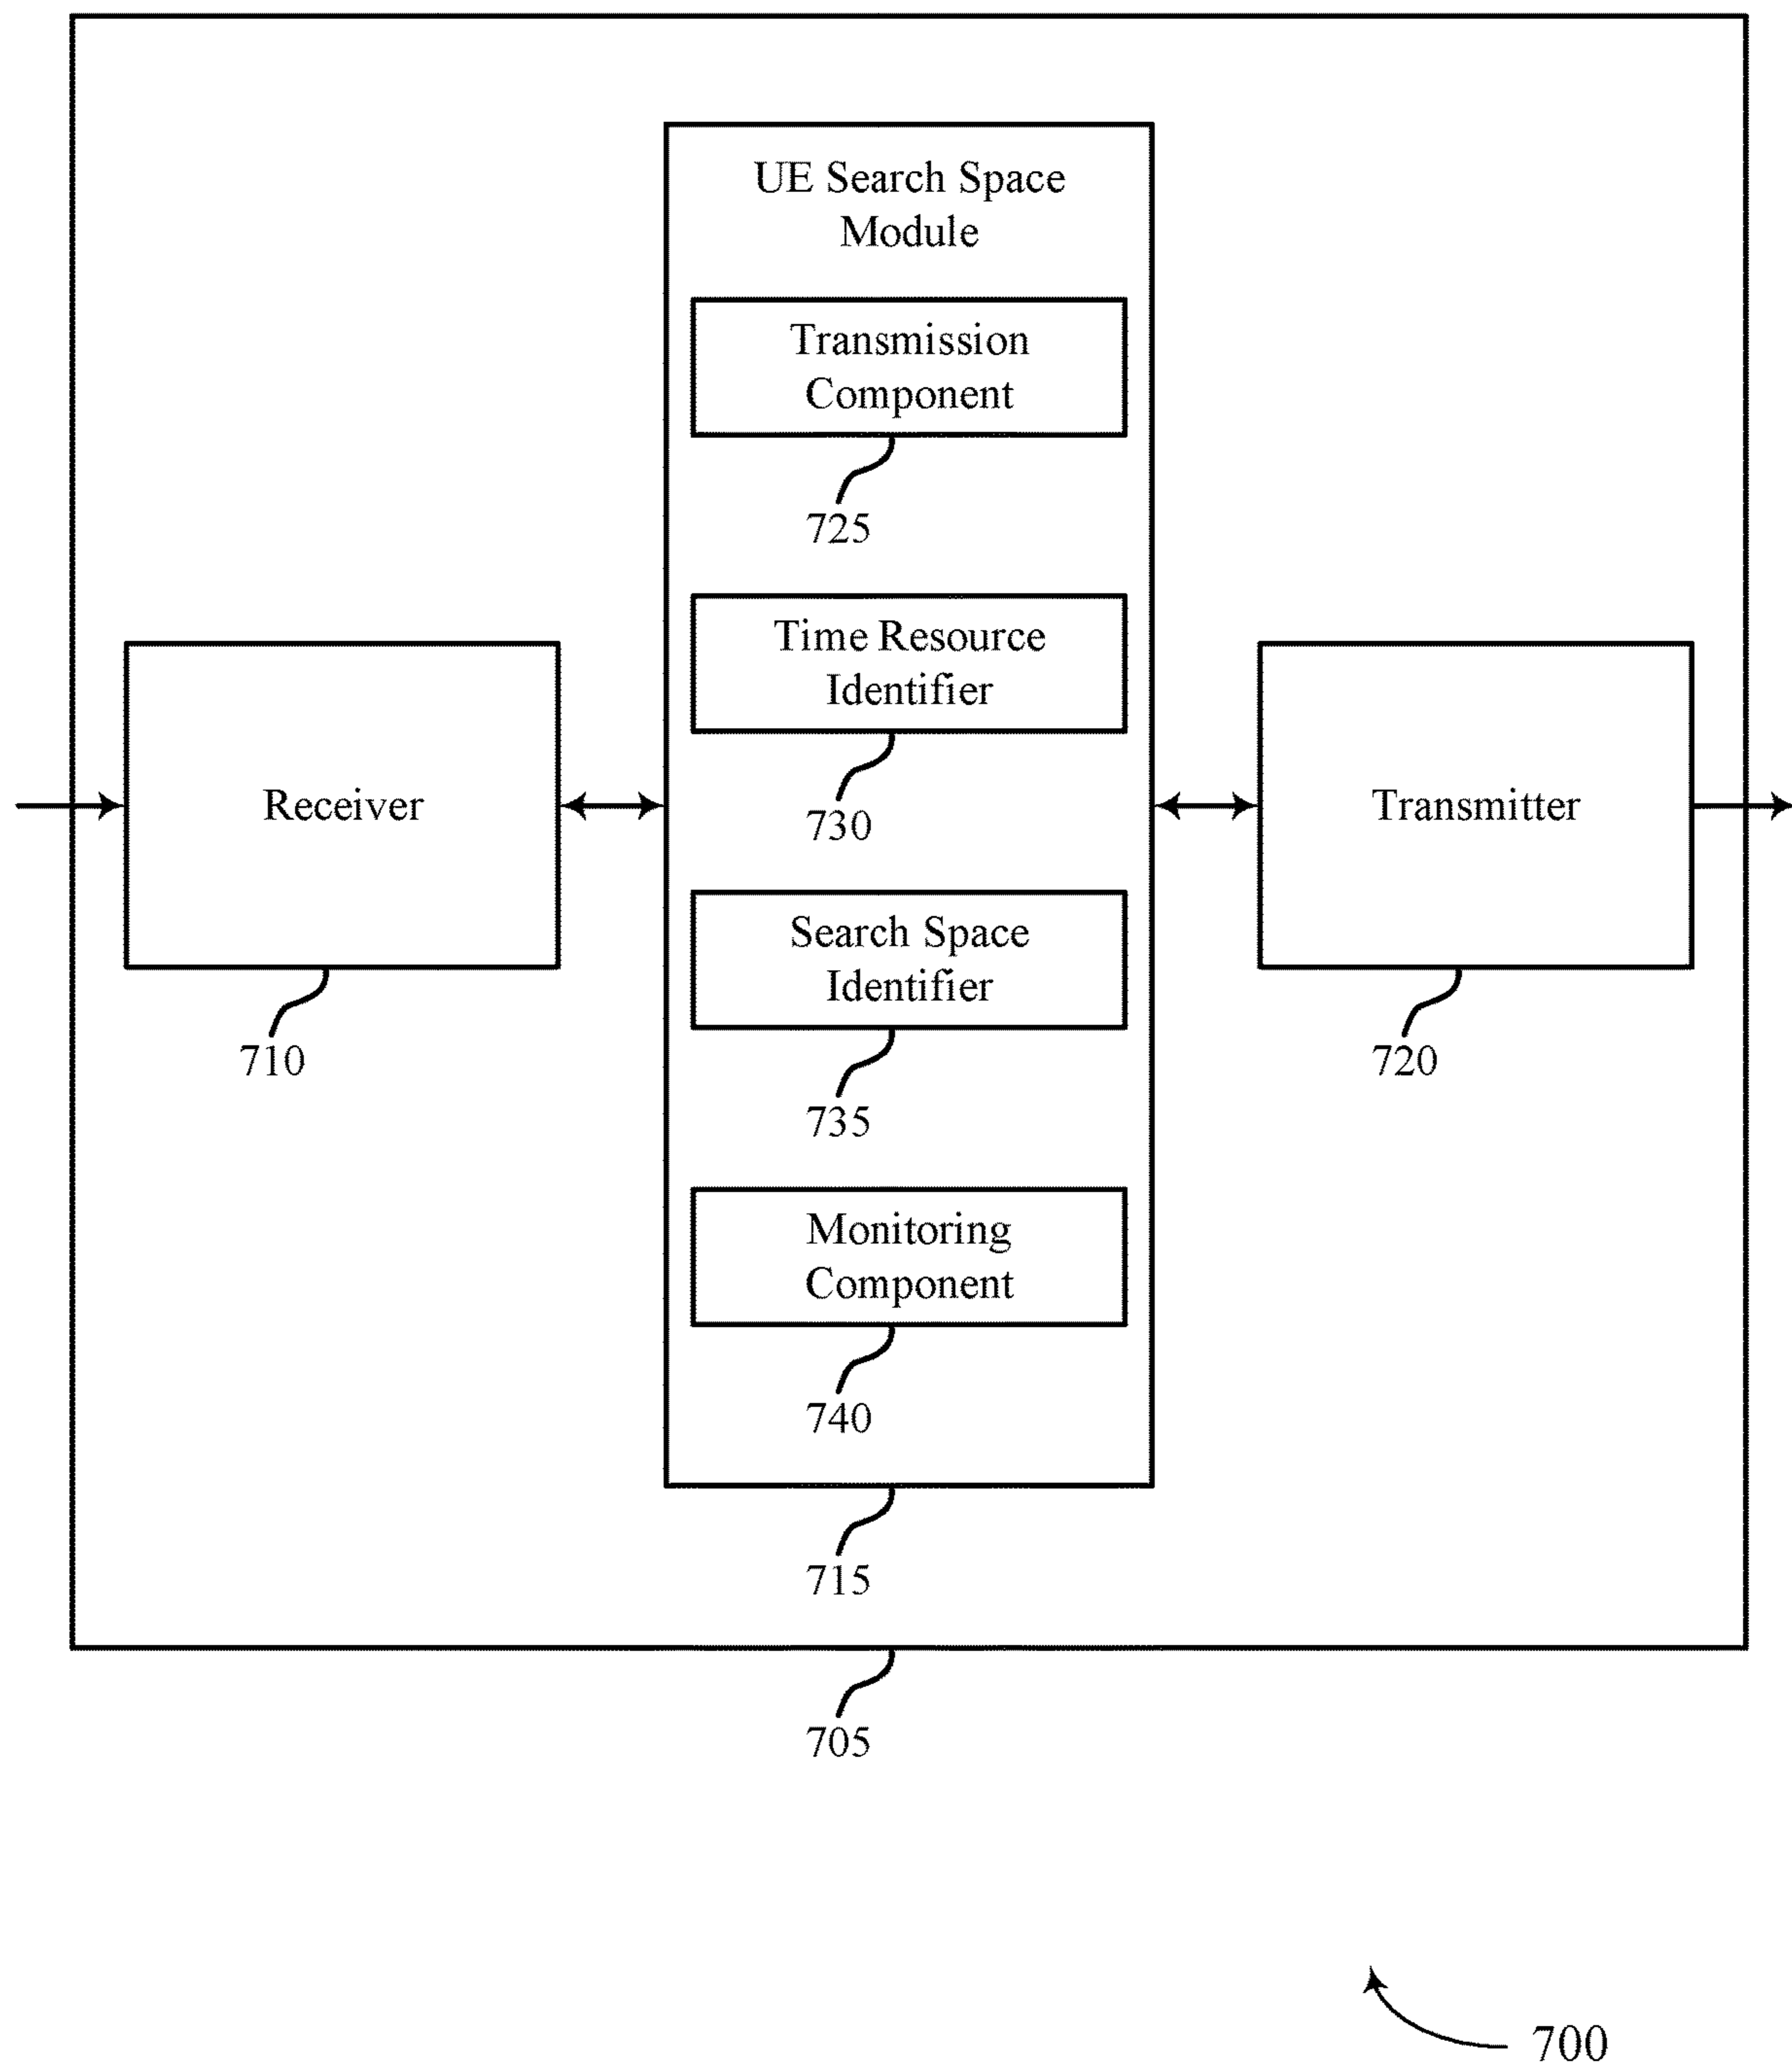 UE Search Space
Module
Transmission
Component
725
Time Resource
Identifier
730
Receiver
710
Search Space
Identifier
735
Transmitter
720
Monitoring
Component
740
715
705
700